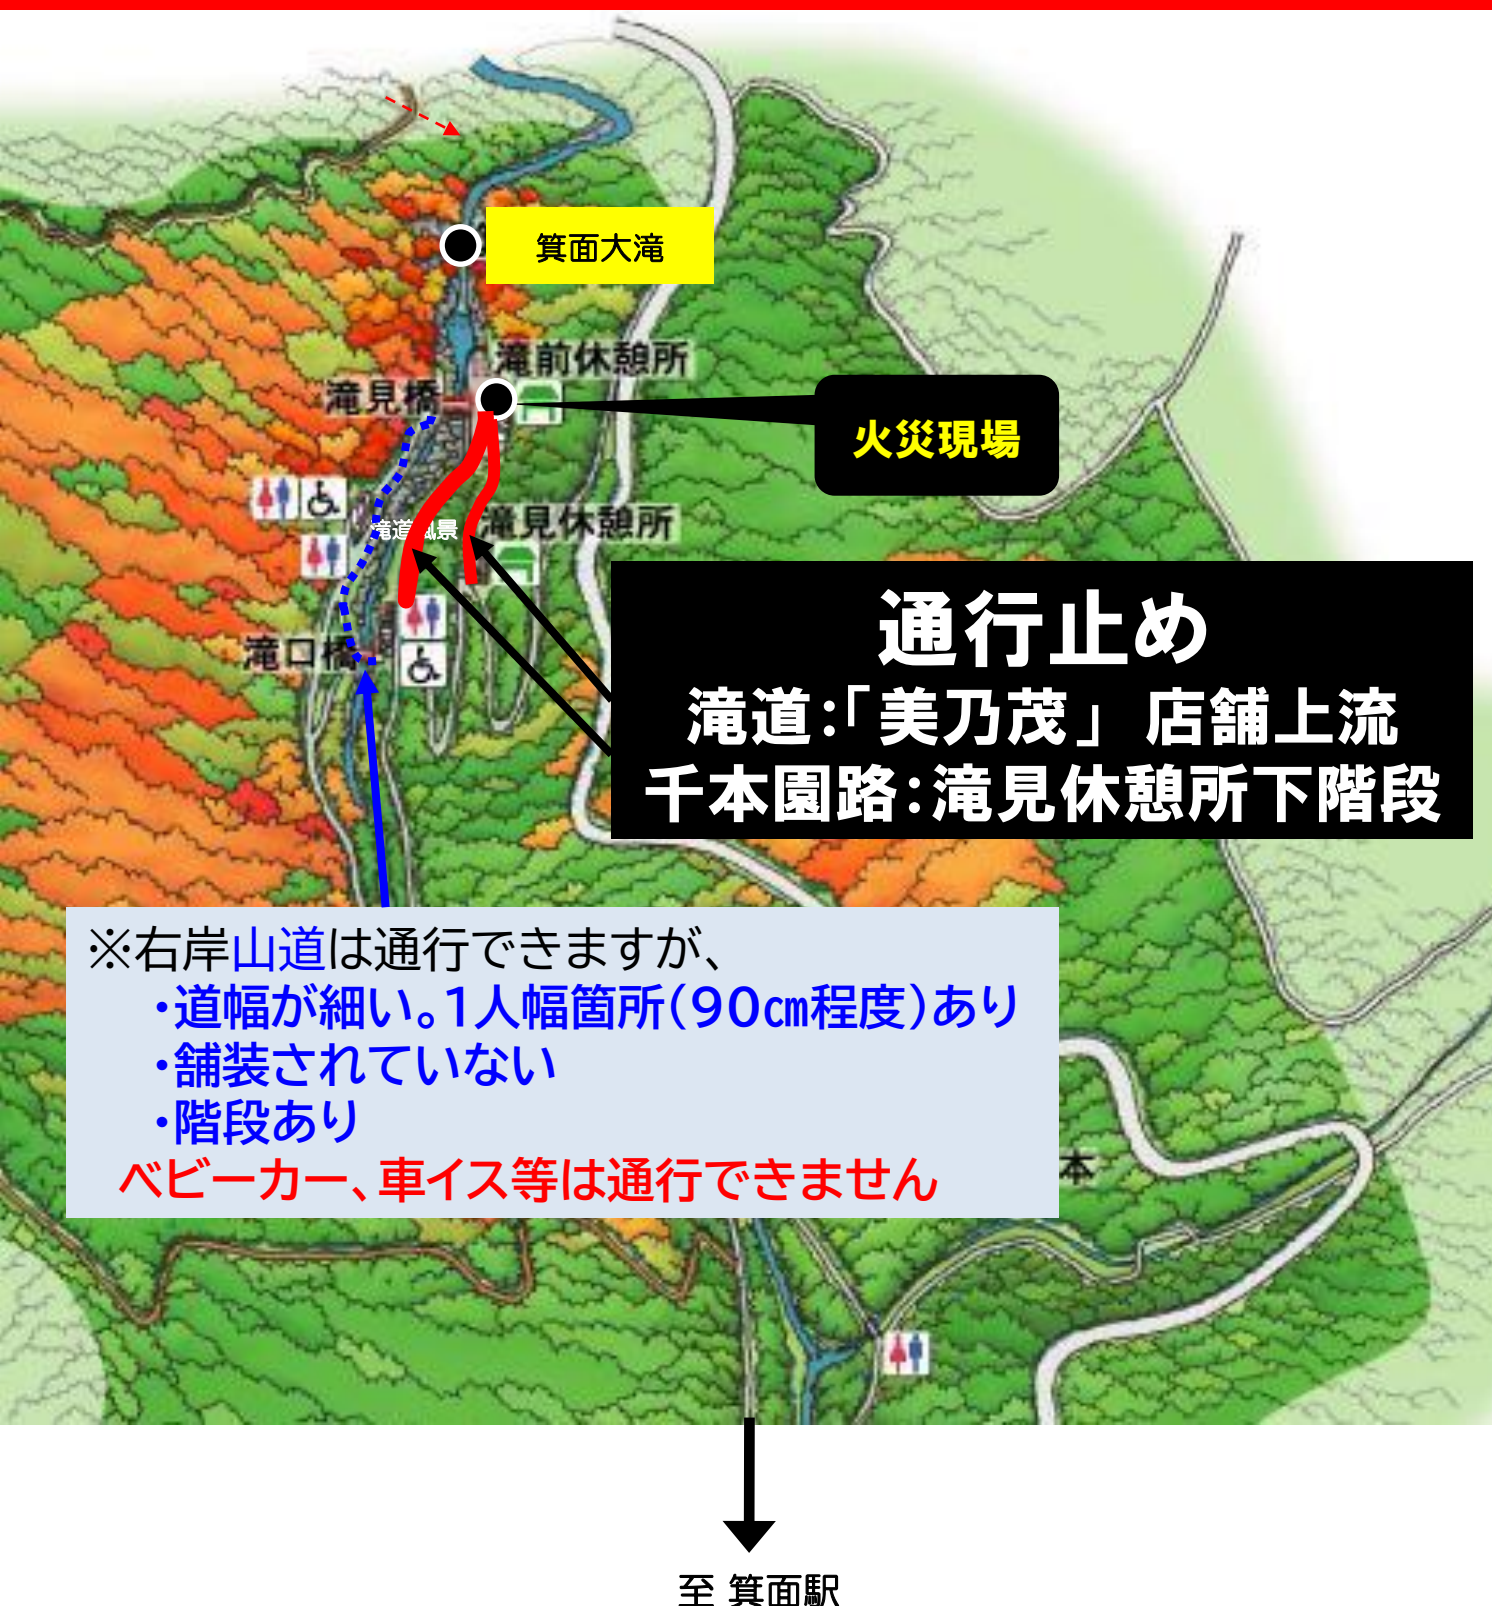 箕面大滝
滝前休憩所
滝見橋
火災現場
滝見休憩所
滝道風景
通行止め
滝道:「美乃茂」店舗上流
千本園路:滝見休憩所下階段
滝口橋
※右岸山道は通行できますが、
・道幅が細い。1人幅箇所(90㎝程度)あり
・舗装されていない
・階段あり
ベビーカー、車イス等は通行できません
本
至 箕面駅